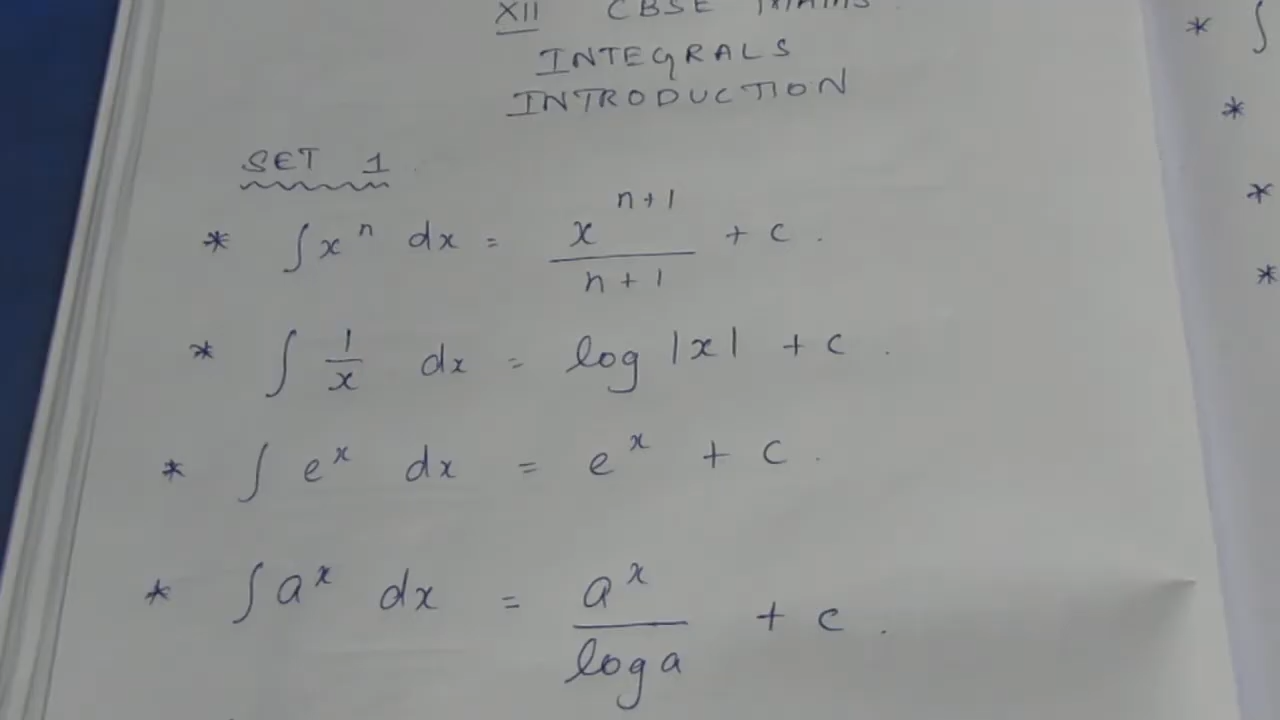 XII CBSE MATHS
INTEGRALS
INTRODUCTION
SET 1
* ∫ xⁿ dx = x^(n+1)/(n+1) + c.
* ∫ 1/x dx = log |x| + c.
* ∫ eˣ dx = eˣ + c.
* ∫ aˣ dx = aˣ/log a + c.
* ∫
*
*
*